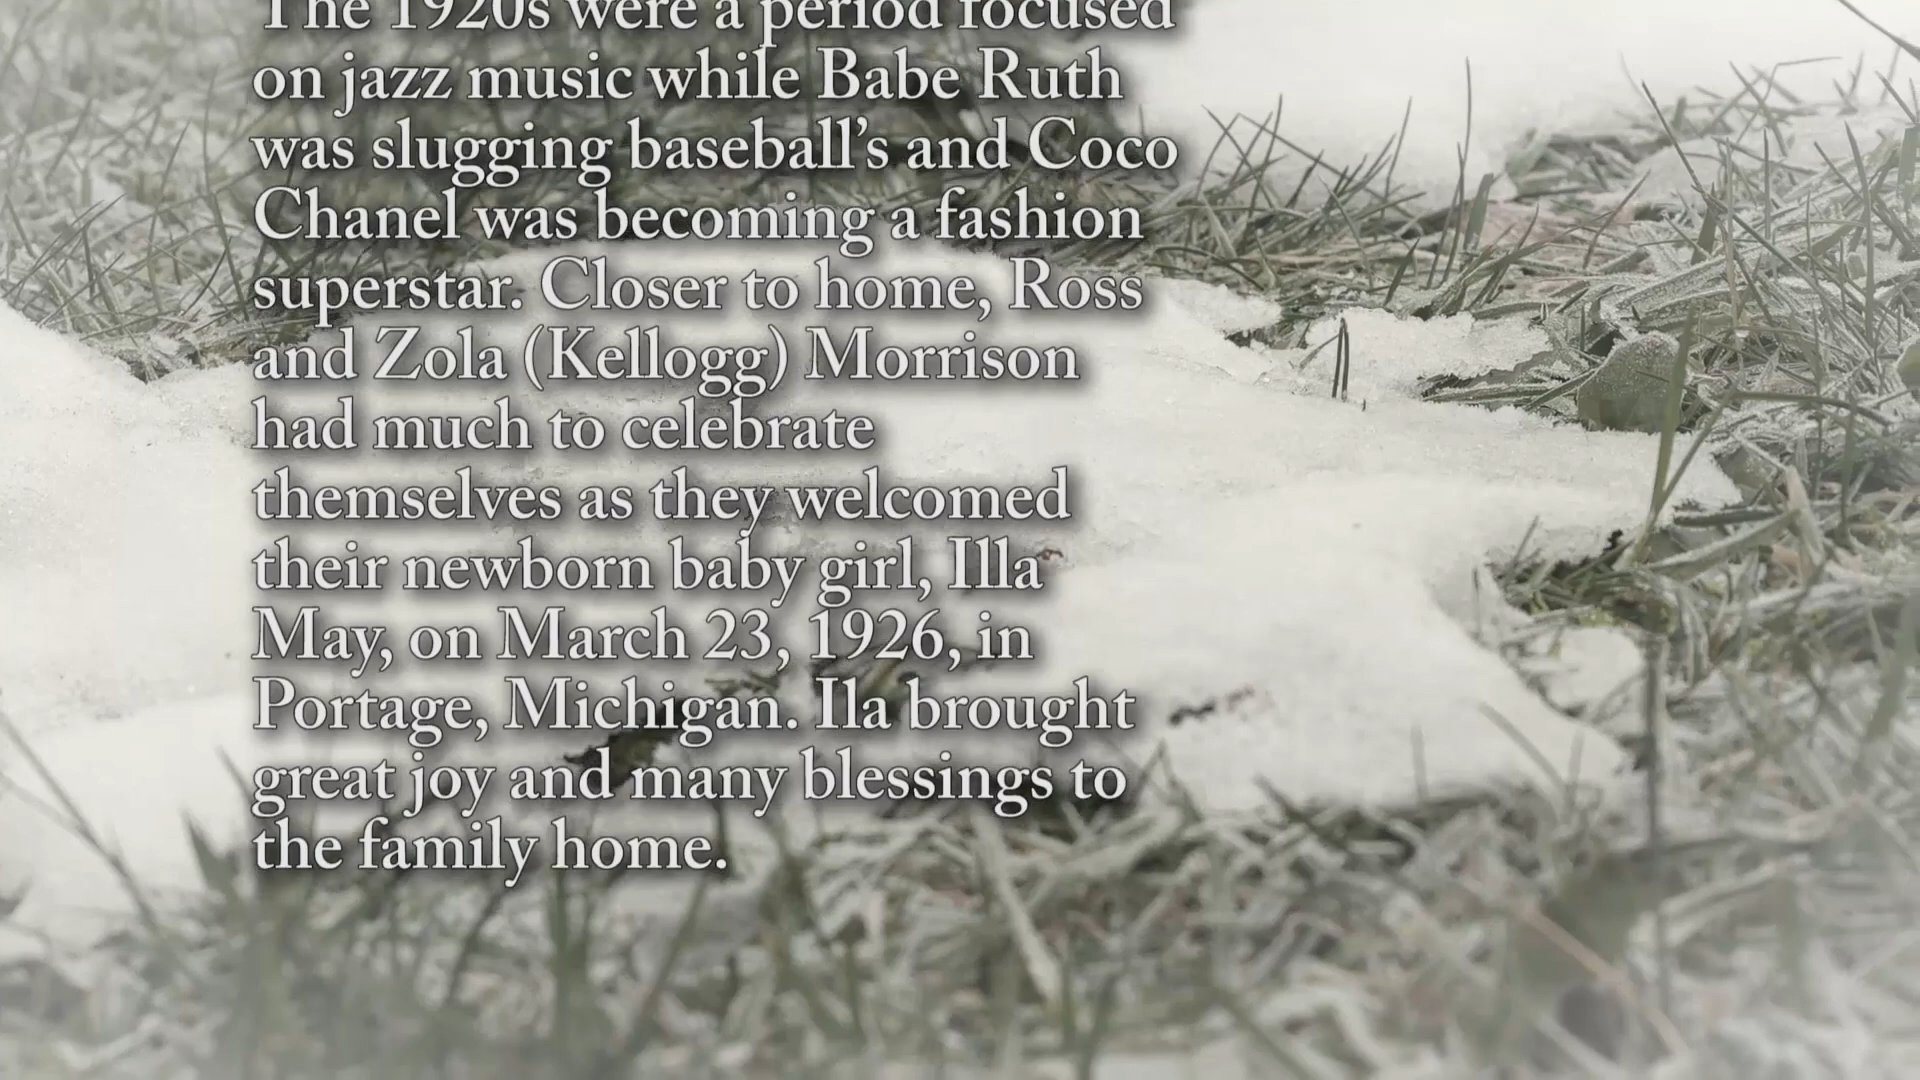 The 1920s were a period focused
on jazz music while Babe Ruth
was slugging baseball’s and Coco
Chanel was becoming a fashion
superstar. Closer to home, Ross
and Zola (Kellogg) Morrison
had much to celebrate
themselves as they welcomed
their newborn baby girl, Illa
May, on March 23, 1926, in
Portage, Michigan. Ila brought
great joy and many blessings to
the family home.